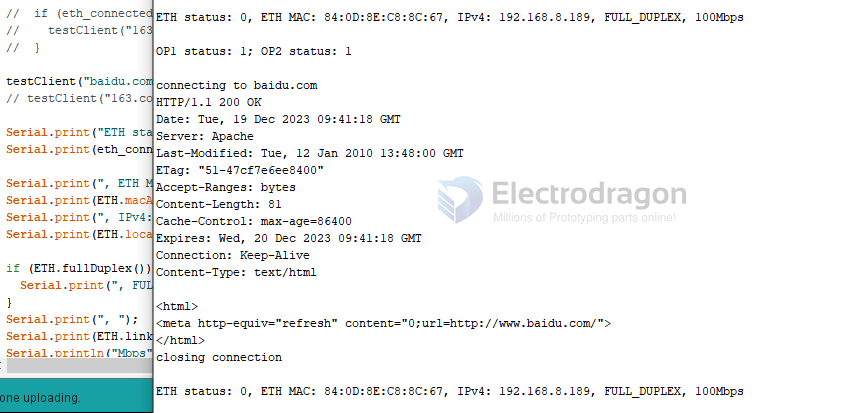 //  if (eth_connected
//    testClient("163
//  }
testClient("baidu.com
// testClient("163.co
Serial.print("ETH sta
Serial.print(eth_conn
Serial.print(", ETH M
Serial.print(ETH.macA
Serial.print(", IPv4:
Serial.print(ETH.loca
if (ETH.fullDuplex())
  Serial.print(", FUL
}
Serial.print(", ");
Serial.print(ETH.link
Serial.println("Mbps"
one uploading.
ETH status: 0, ETH MAC: 84:0D:8E:C8:8C:67, IPv4: 192.168.8.189, FULL_DUPLEX, 100Mbps
OP1 status: 1; OP2 status: 1
connecting to baidu.com
HTTP/1.1 200 OK
Date: Tue, 19 Dec 2023 09:41:18 GMT
Server: Apache
Last-Modified: Tue, 12 Jan 2010 13:48:00 GMT
ETag: "51-47cf7e6ee8400"
Accept-Ranges: bytes
Content-Length: 81
Cache-Control: max-age=86400
Expires: Wed, 20 Dec 2023 09:41:18 GMT
Connection: Keep-Alive
Content-Type: text/html
<html>
<meta http-equiv="refresh" content="0;url=http://www.baidu.com/">
</html>
closing connection
ETH status: 0, ETH MAC: 84:0D:8E:C8:8C:67, IPv4: 192.168.8.189, FULL_DUPLEX, 100Mbps
Electrodragon
Millions of Prototyping parts online!